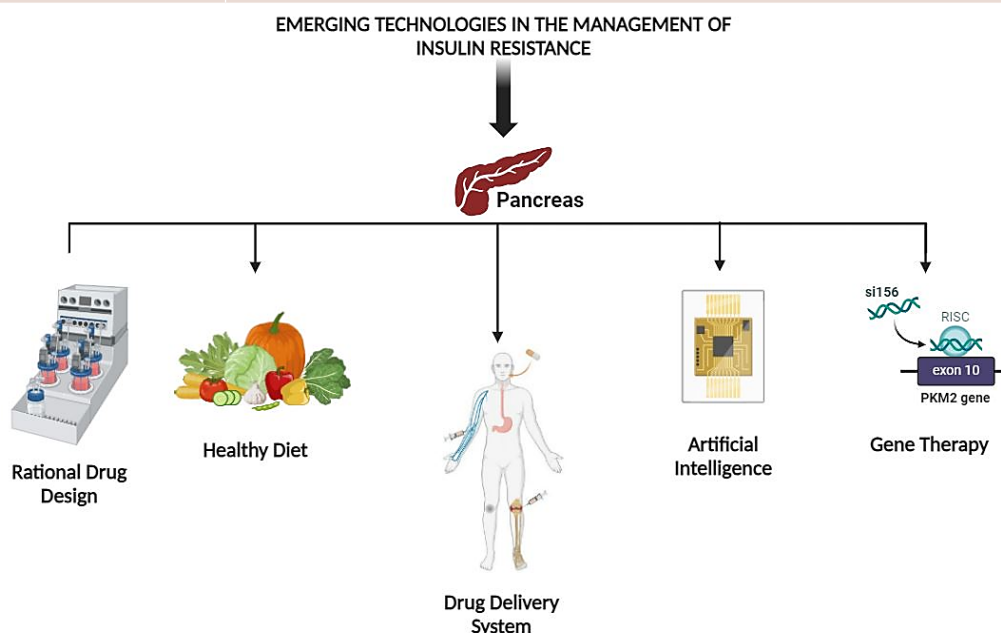 EMERGING TECHNOLOGIES IN THE MANAGEMENT OF
INSULIN RESISTANCE
Pancreas
si156
RISC
exon 10
PKM2 gene
Rational Drug
Design
Healthy Diet
Drug Delivery
System
Artificial
Intelligence
Gene Therapy